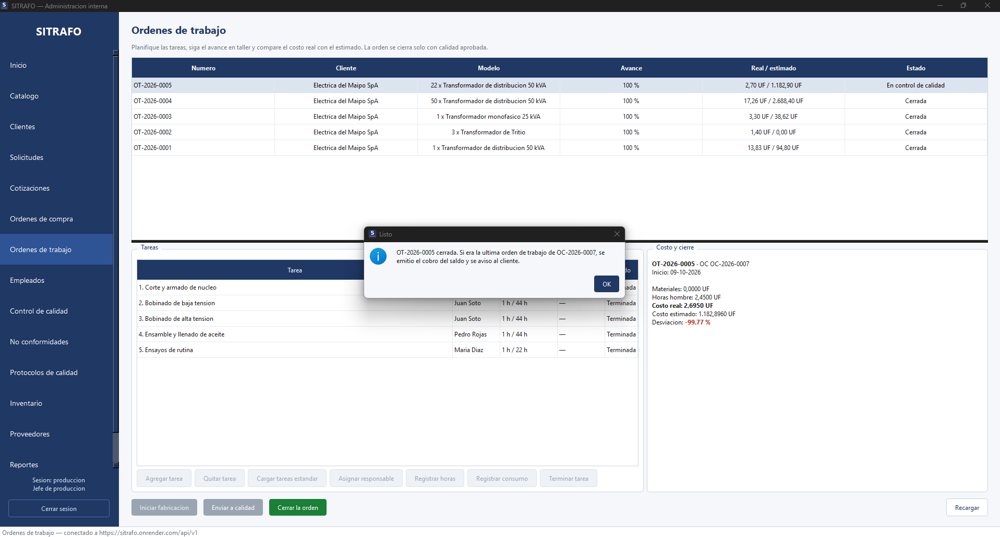 SITRAFO — Administracion interna
SITRAFO
Inicio
Catalogo
Clientes
Solicitudes
Cotizaciones
Ordenes de compra
Ordenes de trabajo
Empleados
Control de calidad
No conformidades
Protocolos de calidad
Inventario
Proveedores
Reportes
Sesion: produccion
Jefe de produccion
Cerrar sesion
Ordenes de trabajo
Planifique las tareas, siga el avance en taller y compare el costo real con el estimado. La orden se cierra solo con calidad aprobada.
Numero Cliente Modelo Avance Real / estimado Estado
OT-2026-0005 Electrica del Maipo SpA 22 x Transformador de distribucion 50 kVA 100 % 2,70 UF / 1.182,90 UF En control de calidad
OT-2026-0004 Electrica del Maipo SpA 50 x Transformador de distribucion 50 kVA 100 % 17,26 UF / 2.688,40 UF Cerrada
OT-2026-0003 Electrica del Maipo SpA 1 x Transformador monofasico 25 kVA 100 % 3,30 UF / 38,62 UF Cerrada
OT-2026-0002 Electrica del Maipo SpA 3 x Transformador de Tritio 100 % 1,40 UF / 0,00 UF Cerrada
OT-2026-0001 Electrica del Maipo SpA 1 x Transformador de distribucion 50 kVA 100 % 13,83 UF / 94,80 UF Cerrada
Listo
OT-2026-0005 cerrada. Si era la ultima orden de trabajo de OC-2026-0007, se
emitio el cobro del saldo y se aviso al cliente.
OK
Tareas
Tarea do
1. Corte y armado de nucleo nada
2. Bobinado de baja tension Juan Soto 1 h / 44 h — Terminada
3. Bobinado de alta tension Juan Soto 1 h / 44 h — Terminada
4. Ensamble y llenado de aceite Pedro Rojas 1 h / 44 h — Terminada
5. Ensayos de rutina Maria Diaz 1 h / 22 h — Terminada
Agregar tarea Quitar tarea Cargar tareas estandar Asignar responsable Registrar horas Registrar consumo Terminar tarea
Costo y cierre
OT-2026-0005 · OC OC-2026-0007
Inicio: 09-10-2026
Materiales: 0,0000 UF
Horas hombre: 2,4500 UF
Costo real: 2,6950 UF
Costo estimado: 1.182,8960 UF
Desviacion: -99.77 %
Iniciar fabricacion Enviar a calidad Cerrar la orden Recargar
Ordenes de trabajo — conectado a https://sitrafo.onrender.com/api/v1